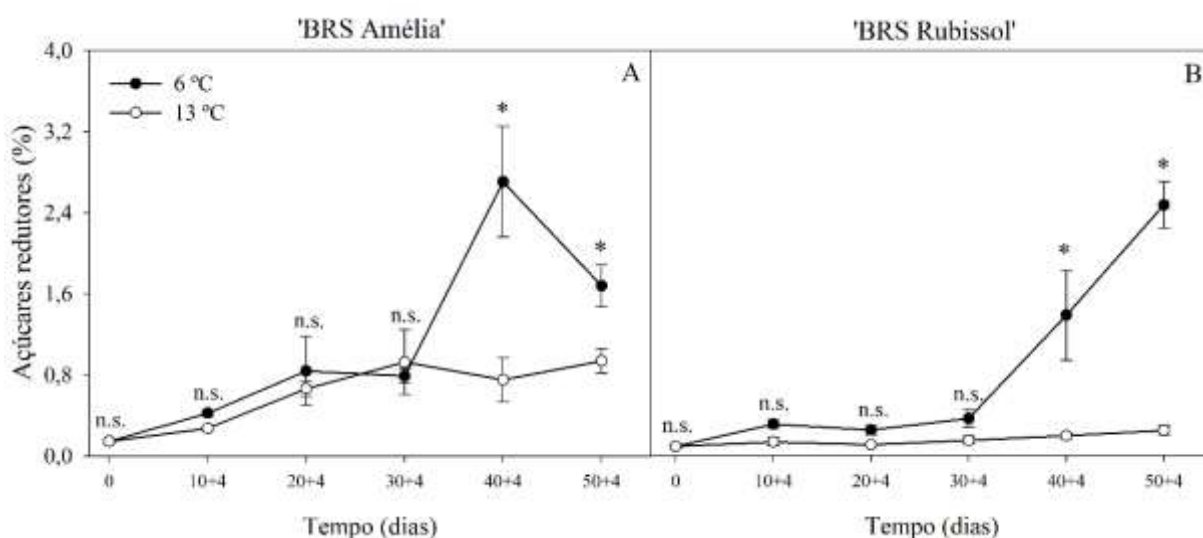 'BRS Amélia'
'BRS Rubissol'
4,0
3,2
2,4
1,6
0,8
0,0
Açúcares redutores (%)
6 ºC
13 ºC
A
n.s.
n.s.
n.s.
n.s.
*
*
B
n.s.
n.s.
n.s.
n.s.
*
*
0
10+4
20+4
30+4
40+4
50+4
0
10+4
20+4
30+4
40+4
50+4
Tempo (dias)
Tempo (dias)